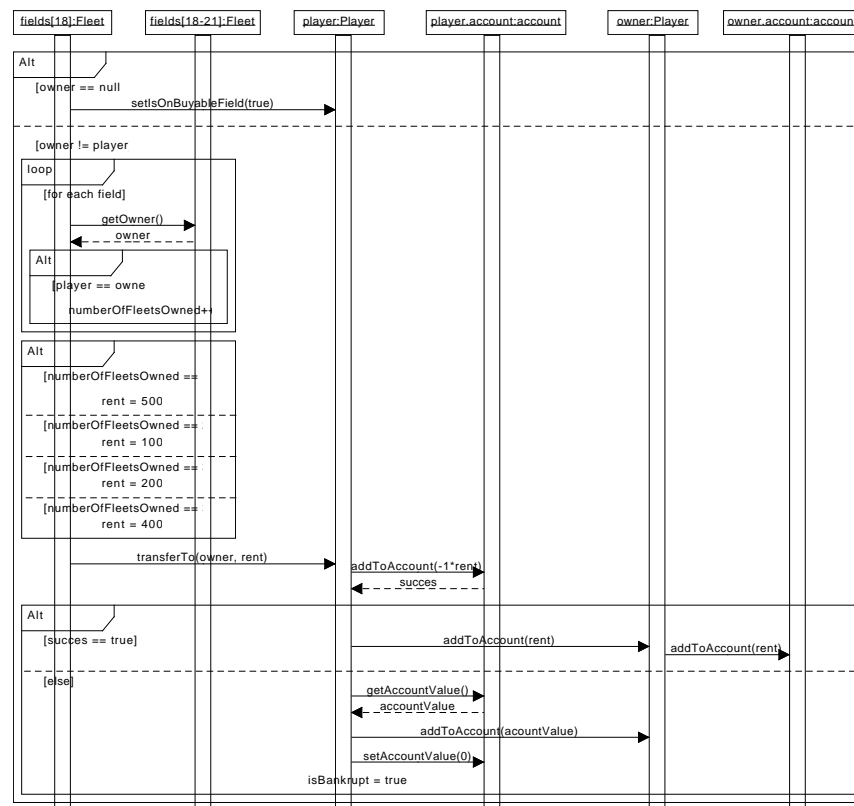 fields[18]:Fleet fields[18-21]:Fleet player:Player player.account:account owner:Player owner.account:accoun
Alt
[owner == null
setIsOnBuyableField(true)
[owner != player
loop
[for each field]
getOwner()
owner
Alt
[player == owne
numberOfFleetsOwned++
Alt
[numberOfFleetsOwned ==
rent = 500
[numberOfFleetsOwned ==
rent = 100
[numberOfFleetsOwned ==
rent = 200
[numberOfFleetsOwned ==
rent = 400
transferTo(owner, rent)
addToAccount(-1*rent)
succes
Alt
[succes == true]
addToAccount(rent)
addToAccount(rent)
[else]
getAccountValue()
accountValue
addToAccount(acountValue)
setAccountValue(0)
isBankrupt = true